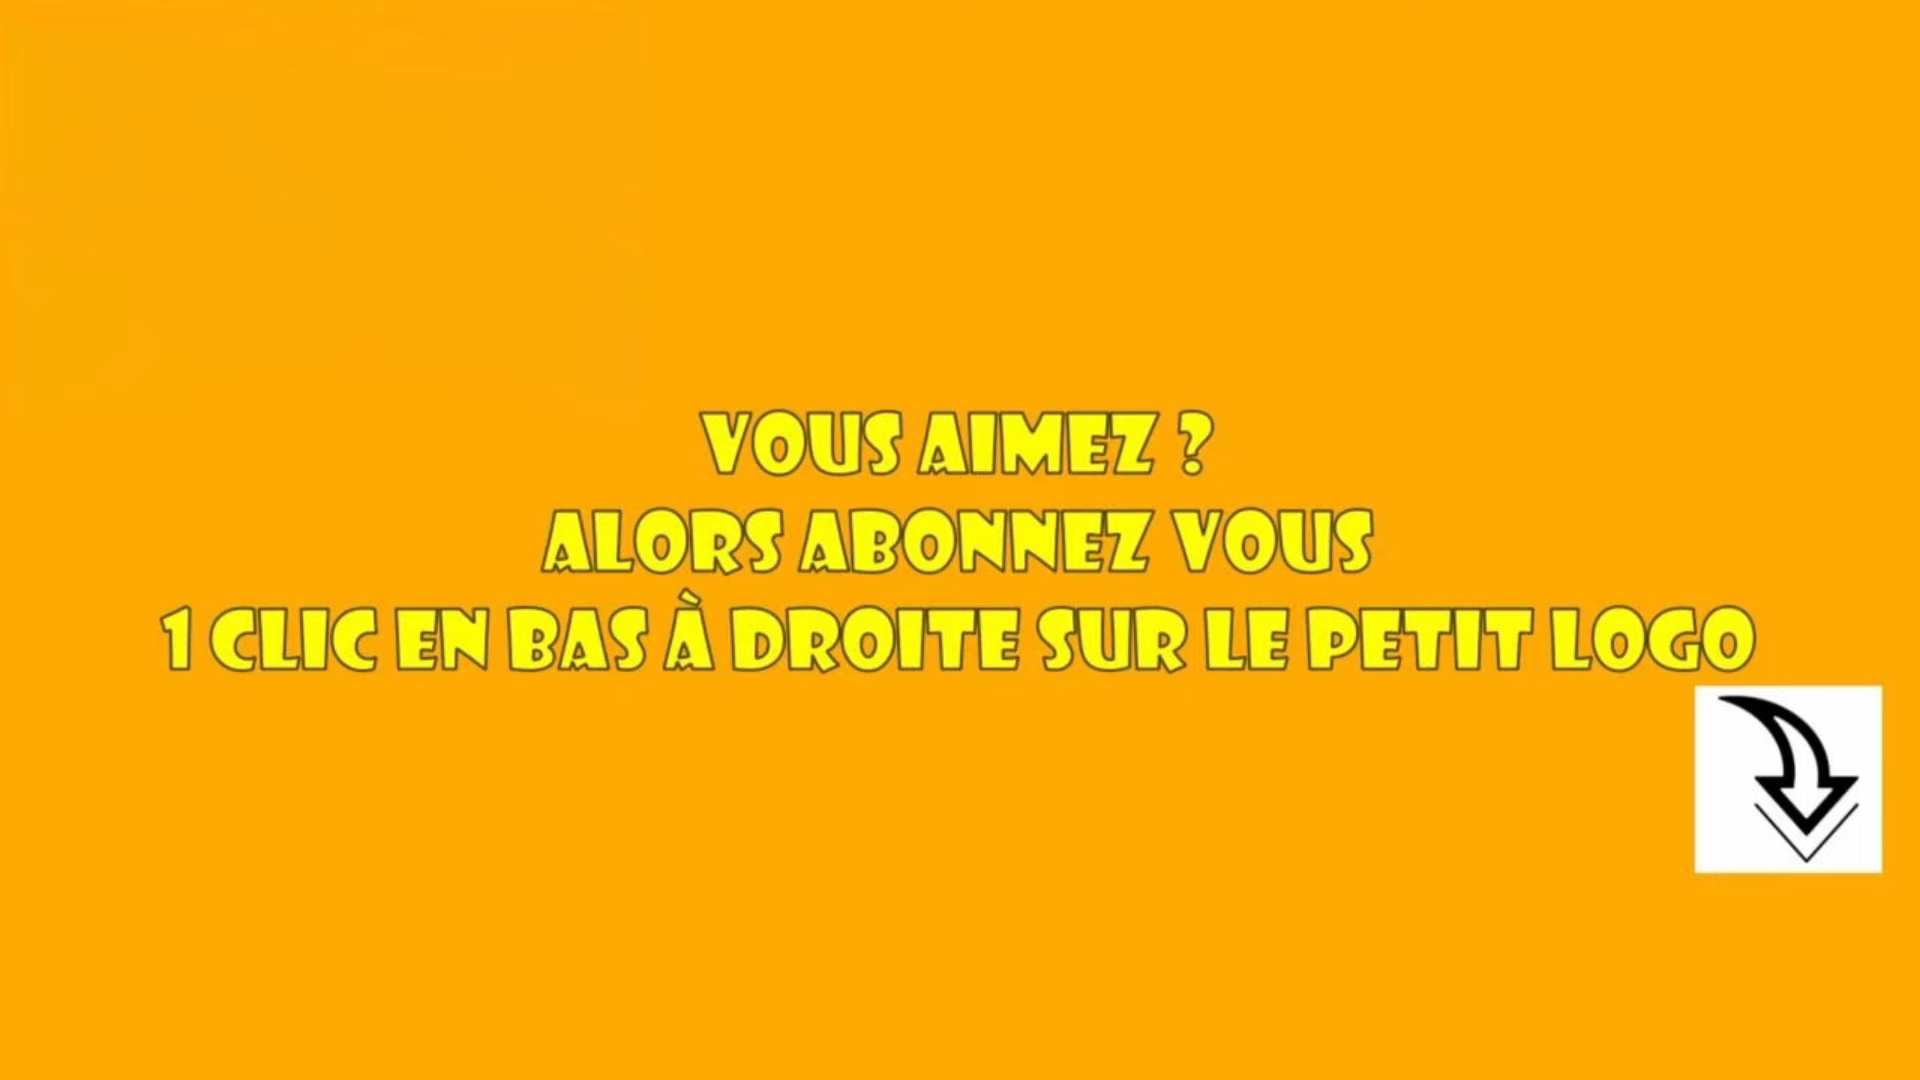 VOUS AIMEZ ?
ALORS ABONNEZ VOUS
1 CLIC EN BAS À DROITE SUR LE PETIT LOGO